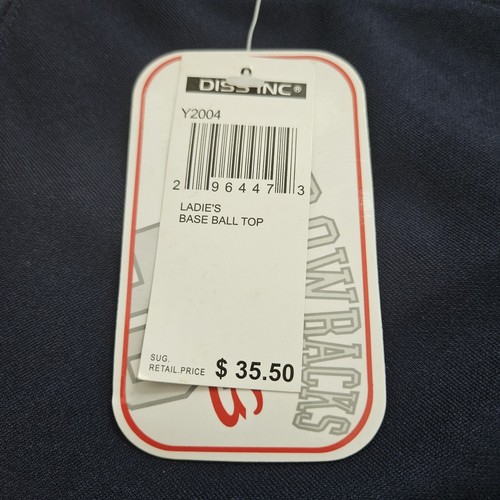 DISS INC®
Y2004
2 96447 3
LADIE'S
BASE BALL TOP
SUG.
RETAIL.PRICE $ 35.50